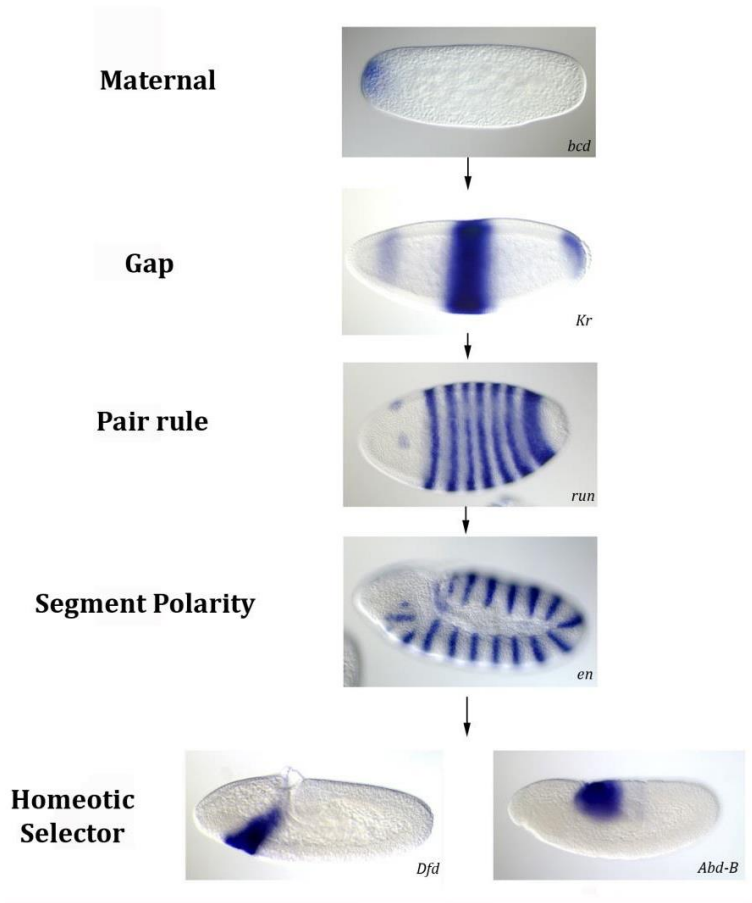 Maternal
bcd
Gap
Kr
Pair rule
run
Segment Polarity
en
Homeotic
Selector
Dfd
Abd-B